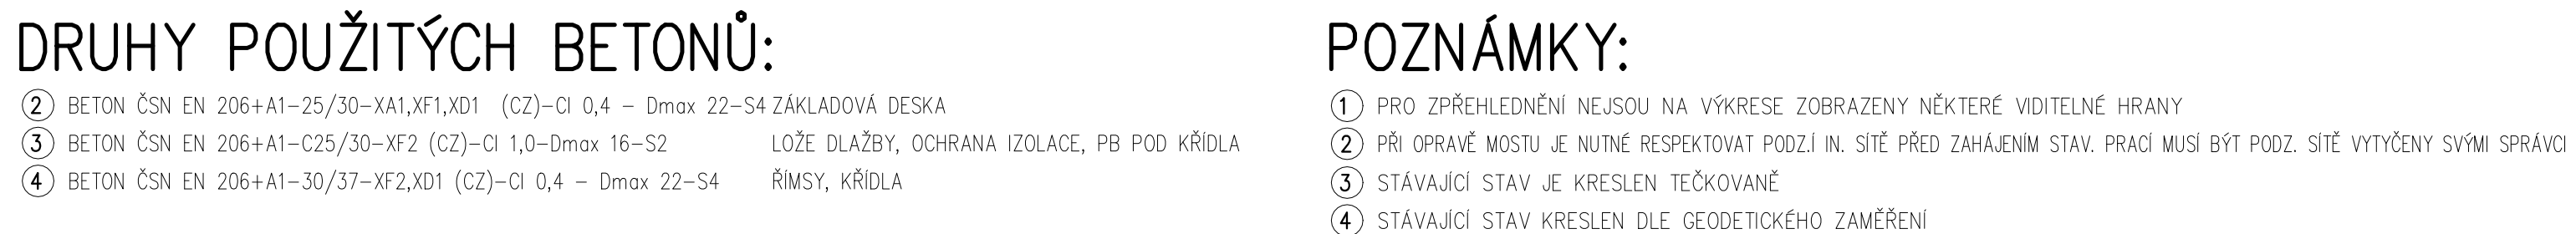 DRUHY POUŽITÝCH BETONŮ:
2 BETON ČSN EN 206+A1-25/30-XA1,XF1,XD1 (CZ)-Cl 0,4 - Dmax 22-S4 ZÁKLADOVÁ DESKA
3 BETON ČSN EN 206+A1-C25/30-XF2 (CZ)-Cl 1,0-Dmax 16-S2 LOŽE DLAŽBY, OCHRANA IZOLACE, PB POD KŘÍDLA
4 BETON ČSN EN 206+A1-30/37-XF2,XD1 (CZ)-Cl 0,4 - Dmax 22-S4 ŘÍMSY, KŘÍDLA
POZNÁMKY:
1 PRO ZPŘEHLEDNĚNÍ NEJSOU NA VÝKRESE ZOBRAZENY NĚKTERÉ VIDITELNÉ HRANY
2 PŘI OPRAVĚ MOSTU JE NUTNÉ RESPEKTOVAT PODZ.Í IN. SÍTĚ PŘED ZAHÁJENÍM STAV. PRACÍ MUSÍ BÝT PODZ. SÍTĚ VYTYČENY SVÝMI SPRÁVCI
3 STÁVAJÍCÍ STAV JE KRESLEN TEČKOVANĚ
4 STÁVAJÍCÍ STAV KRESLEN DLE GEODETICKÉHO ZAMĚŘENÍ